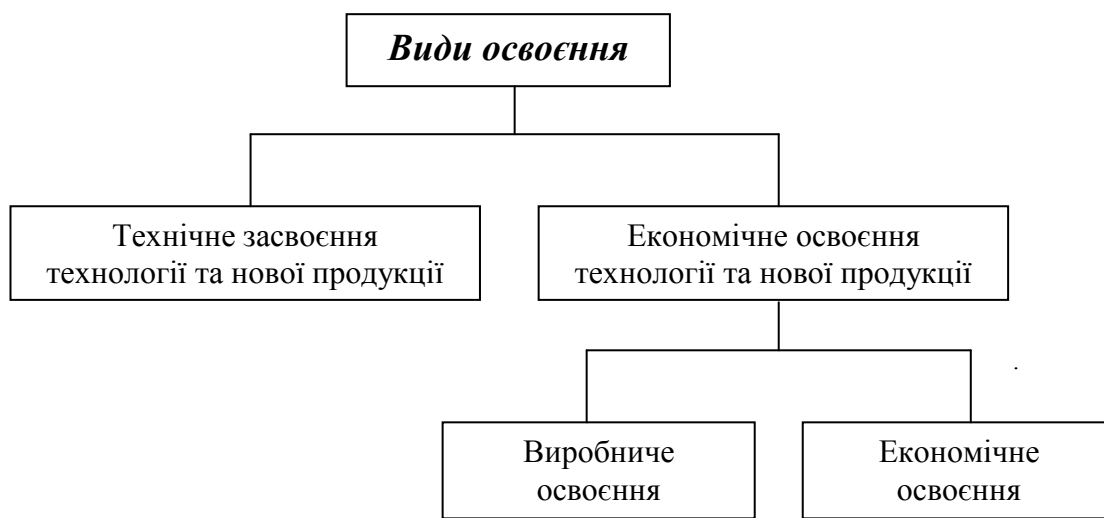 Види освоєння
Технічне засвоєння
технології та нової продукції
Економічне освоєння
технології та нової продукції
.
Виробниче
освоєння
Економічне
освоєння